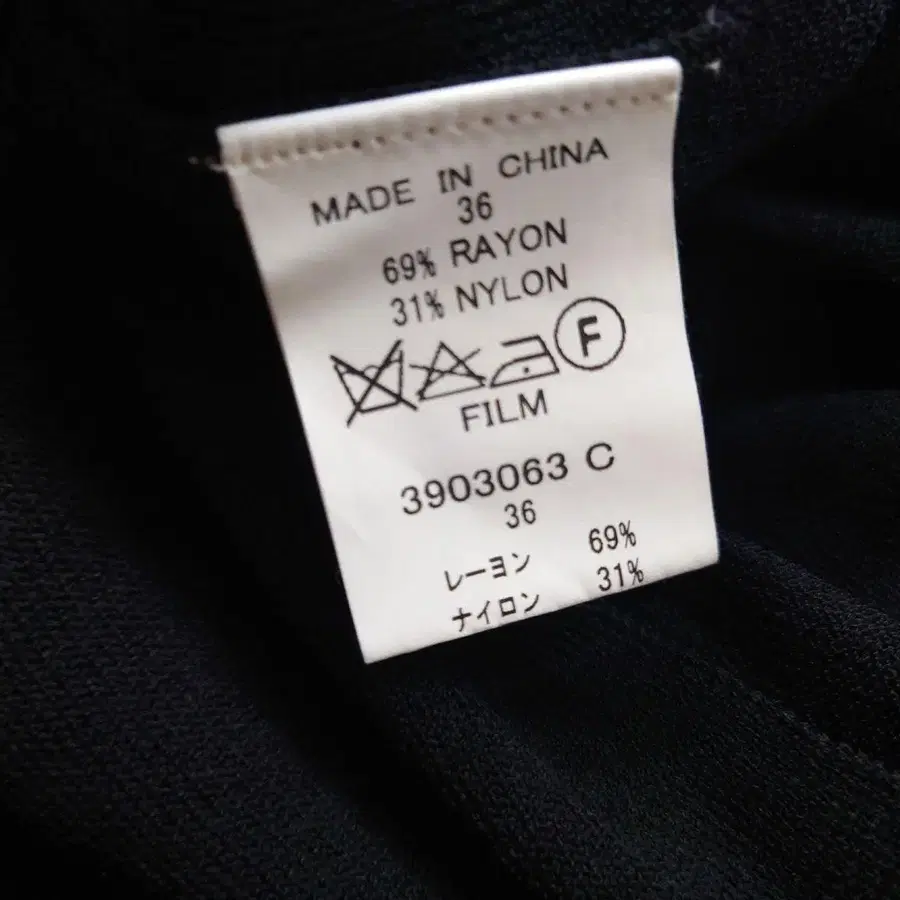 MADE IN CHINA
36
69% RAYON
31% NYLON
F
FILM
3903063 C
36
レーヨン 69%
ナイロン 31%